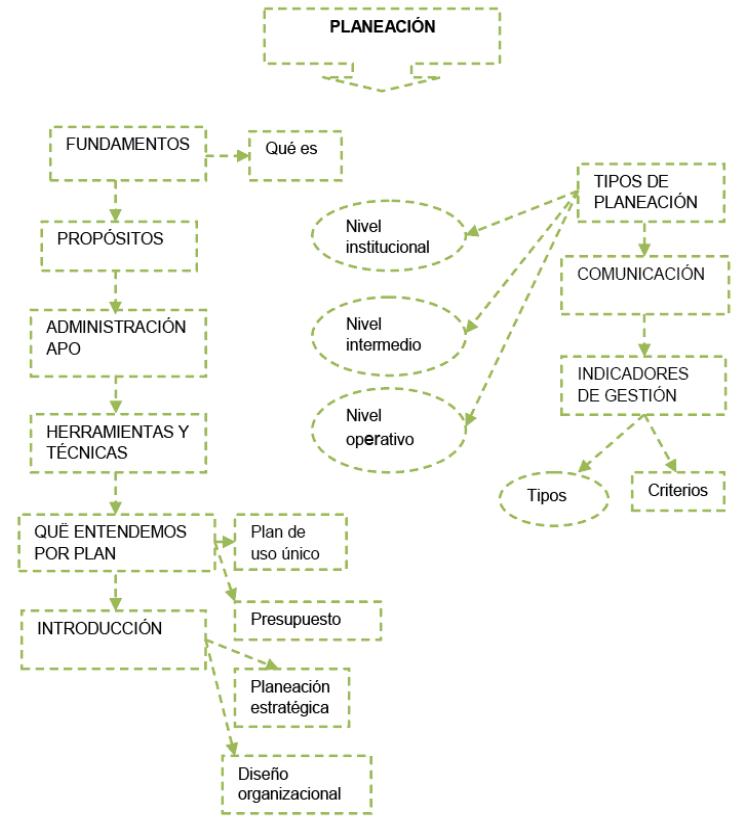 PLANEACIÓN
FUNDAMENTOS
Qué es
PROPÓSITOS
ADMINISTRACIÓN
APO
HERRAMIENTAS Y
TÉCNICAS
QUË ENTENDEMOS
POR PLAN
Plan de
uso único
Presupuesto
INTRODUCCIÓN
Planeación
estratégica
Diseño
organizacional
TIPOS DE
PLANEACIÓN
Nivel
institucional
Nivel
intermedio
Nivel
operativo
COMUNICACIÓN
INDICADORES
DE GESTIÓN
Tipos
Criterios